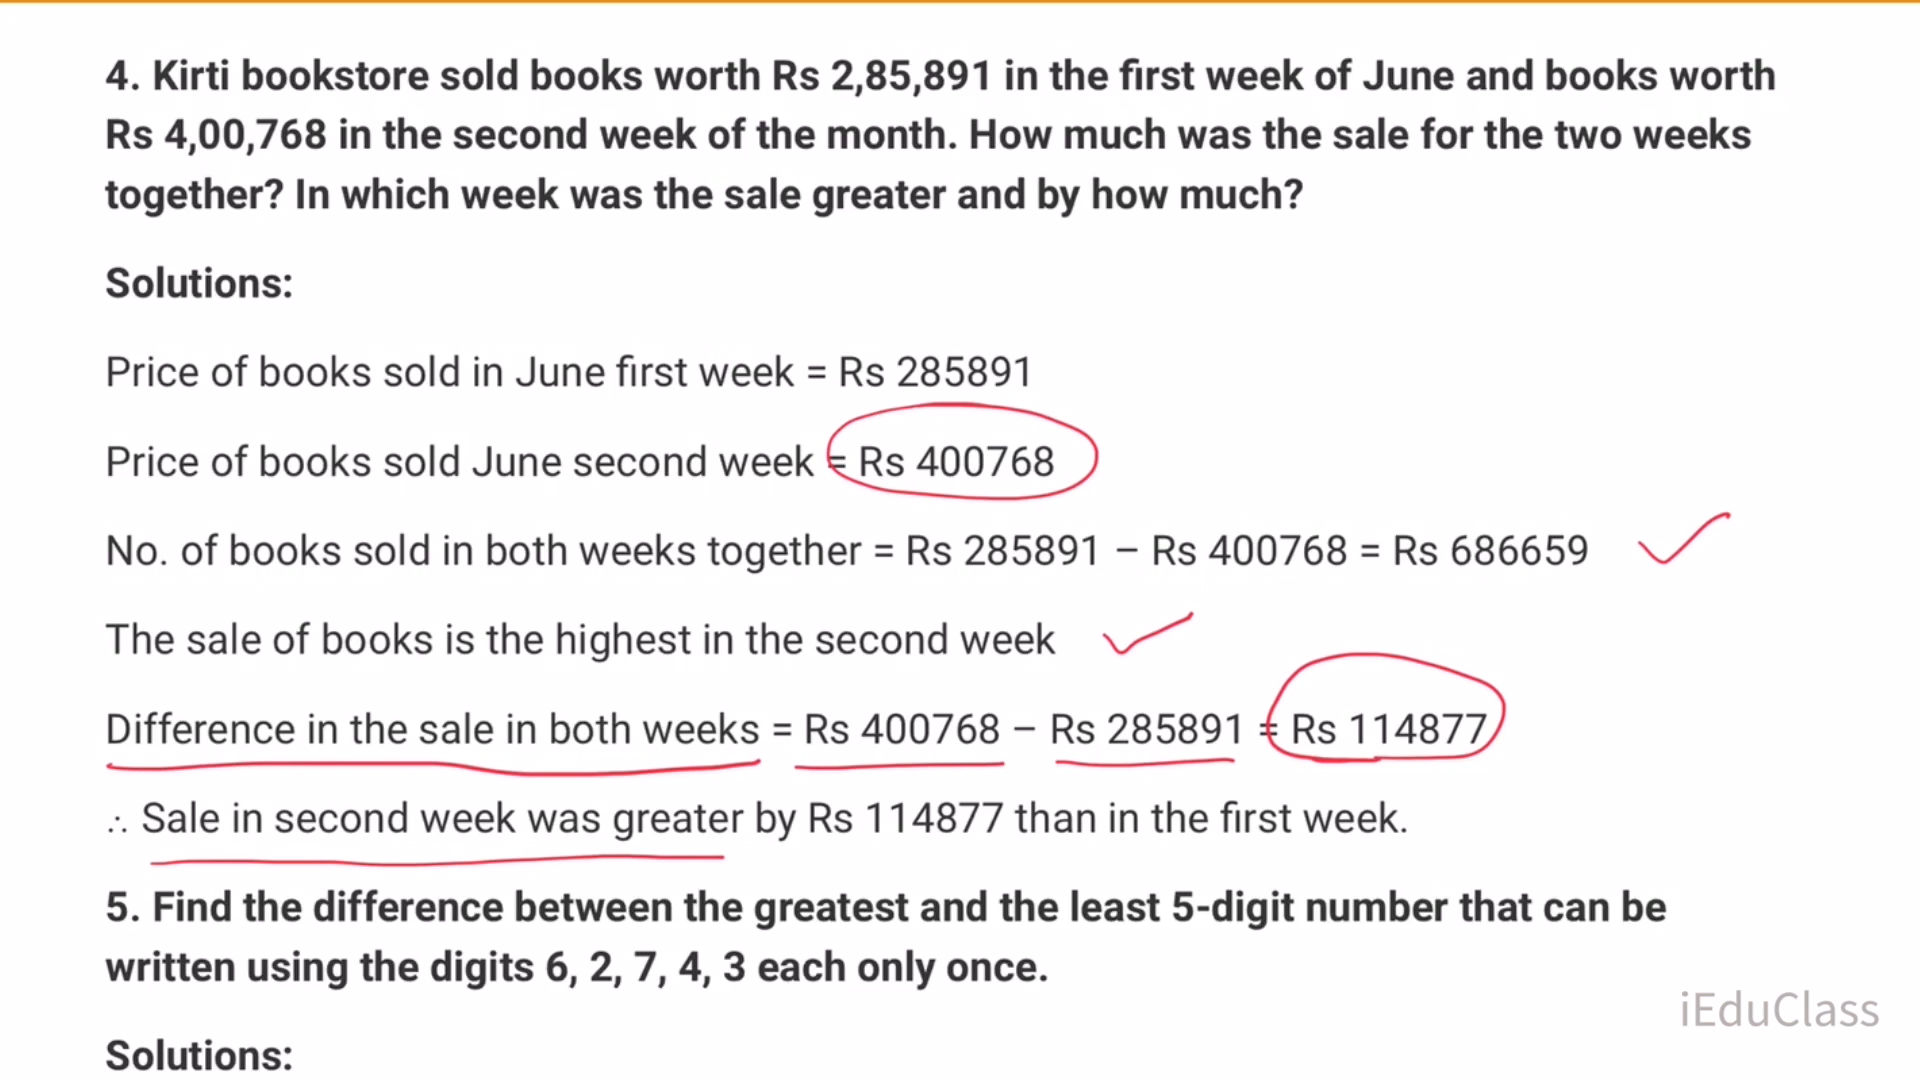 4. Kirti bookstore sold books worth Rs 2,85,891 in the first week of June and books worth
Rs 4,00,768 in the second week of the month. How much was the sale for the two weeks
together? In which week was the sale greater and by how much?
Solutions:
Price of books sold in June first week = Rs 285891
Price of books sold June second week = Rs 400768
No. of books sold in both weeks together = Rs 285891 – Rs 400768 = Rs 686659
The sale of books is the highest in the second week
Difference in the sale in both weeks = Rs 400768 – Rs 285891 = Rs 114877
∴ Sale in second week was greater by Rs 114877 than in the first week.
5. Find the difference between the greatest and the least 5-digit number that can be
written using the digits 6, 2, 7, 4, 3 each only once.
iEduClass
Solutions: